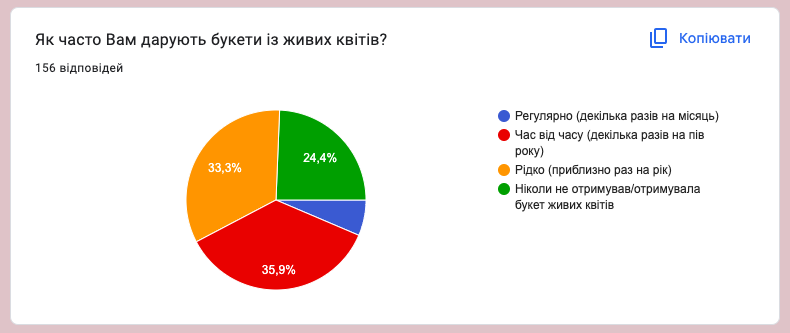 Як часто Вам дарують букети із живих квітів?
Копіювати
156 відповідей
33,3%
24,4%
35,9%
Регулярно (декілька разів на місяць)
Час від часу (декілька разів на пів
року)
Рідко (приблизно раз на рік)
Ніколи не отримував/отримувала
букет живих квітів